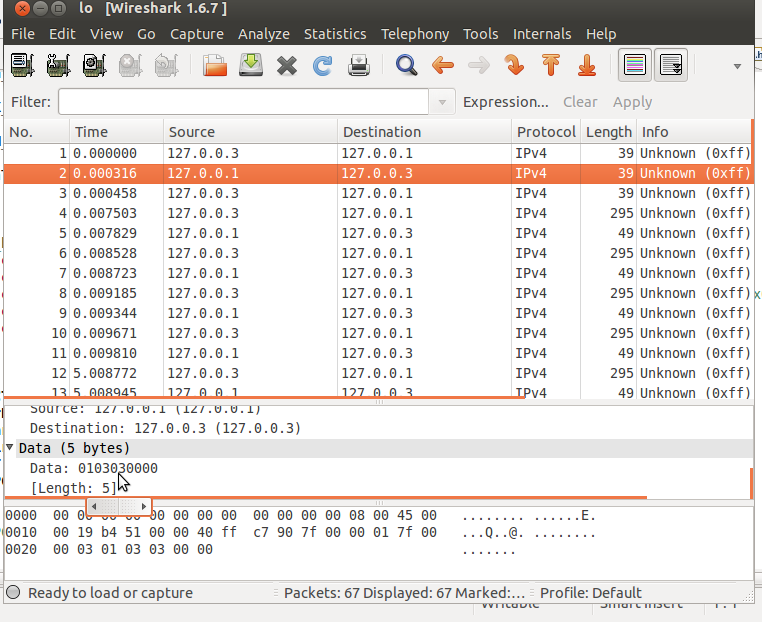 lo [Wireshark 1.6.7 ]
File Edit View Go Capture Analyze Statistics Telephony Tools Internals Help
Filter: Expression... Clear Apply
No. Time Source Destination Protocol Length Info
1 0.000000 127.0.0.3 127.0.0.1 IPv4 39 Unknown (0xff)
2 0.000316 127.0.0.1 127.0.0.3 IPv4 39 Unknown (0xff)
3 0.000458 127.0.0.3 127.0.0.1 IPv4 39 Unknown (0xff)
4 0.007503 127.0.0.3 127.0.0.1 IPv4 295 Unknown (0xff)
5 0.007829 127.0.0.1 127.0.0.3 IPv4 49 Unknown (0xff)
6 0.008528 127.0.0.3 127.0.0.1 IPv4 295 Unknown (0xff)
7 0.008723 127.0.0.1 127.0.0.3 IPv4 49 Unknown (0xff)
8 0.009185 127.0.0.3 127.0.0.1 IPv4 295 Unknown (0xff)
9 0.009344 127.0.0.1 127.0.0.3 IPv4 49 Unknown (0xff)
10 0.009671 127.0.0.3 127.0.0.1 IPv4 295 Unknown (0xff)
11 0.009810 127.0.0.1 127.0.0.3 IPv4 49 Unknown (0xff)
12 5.008772 127.0.0.3 127.0.0.1 IPv4 295 Unknown (0xff)
13 5.008945 127.0.0.1 127.0.0.3 IPv4 49 Unknown (0xff)
Source: 127.0.0.1 (127.0.0.1)
Destination: 127.0.0.3 (127.0.0.3)
Data (5 bytes)
Data: 0103030000
[Length: 5]
0000 00 00 00 00 00 00 00 00 00 00 00 00 08 00 45 00 ........ ......E.
0010 00 19 b4 51 00 00 40 ff c7 90 7f 00 00 01 7f 00 ...Q..@. ........
0020 00 03 01 03 03 00 00 .......
Ready to load or capture Packets: 67 Displayed: 67 Marked:... Profile: Default
Writable Smart Insert